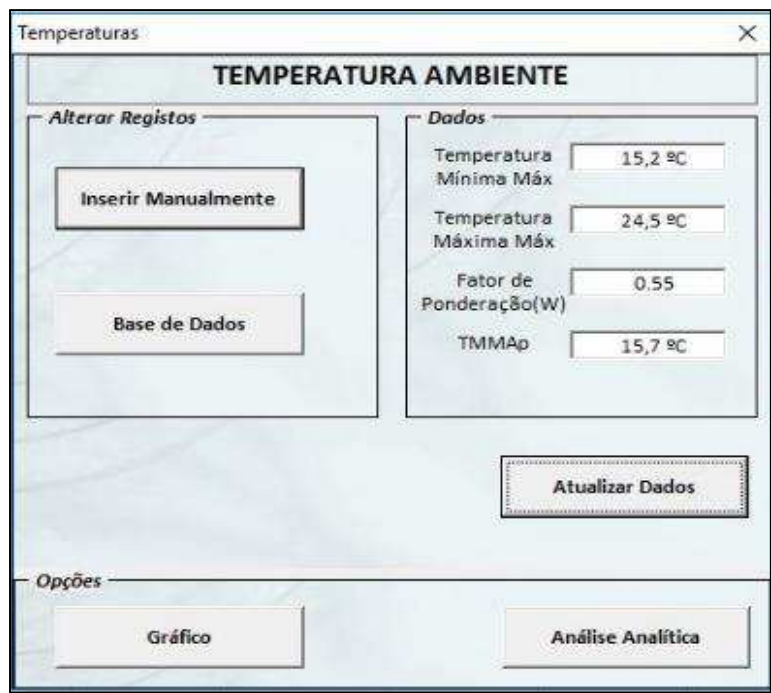 Temperaturas
TEMPERATURA AMBIENTE
Alterar Registos
Inserir Manualmente
Base de Dados
Dados
Temperatura
Mínima Máx
15,2 ºC
Temperatura
Máxima Máx
24,5 ºC
Fator de
Ponderação(W)
0.55
TMMAp
15,7 ºC
Atualizar Dados
Opções
Gráfico
Análise Analítica